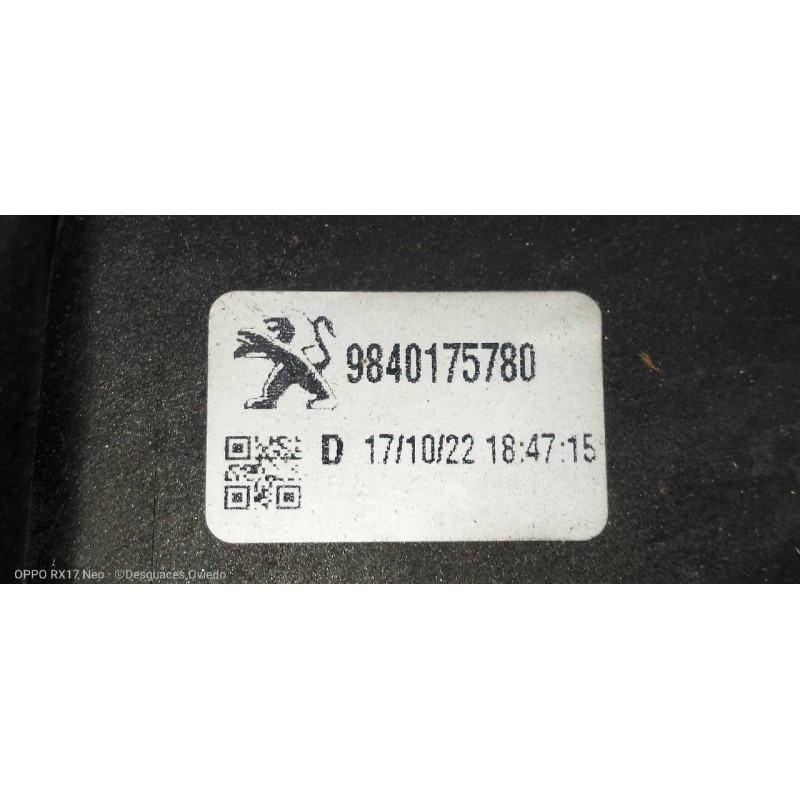 9840175780
D 17/10/22 18:47:15
OPPO RX17 Neo · ©Desguaces Oviedo